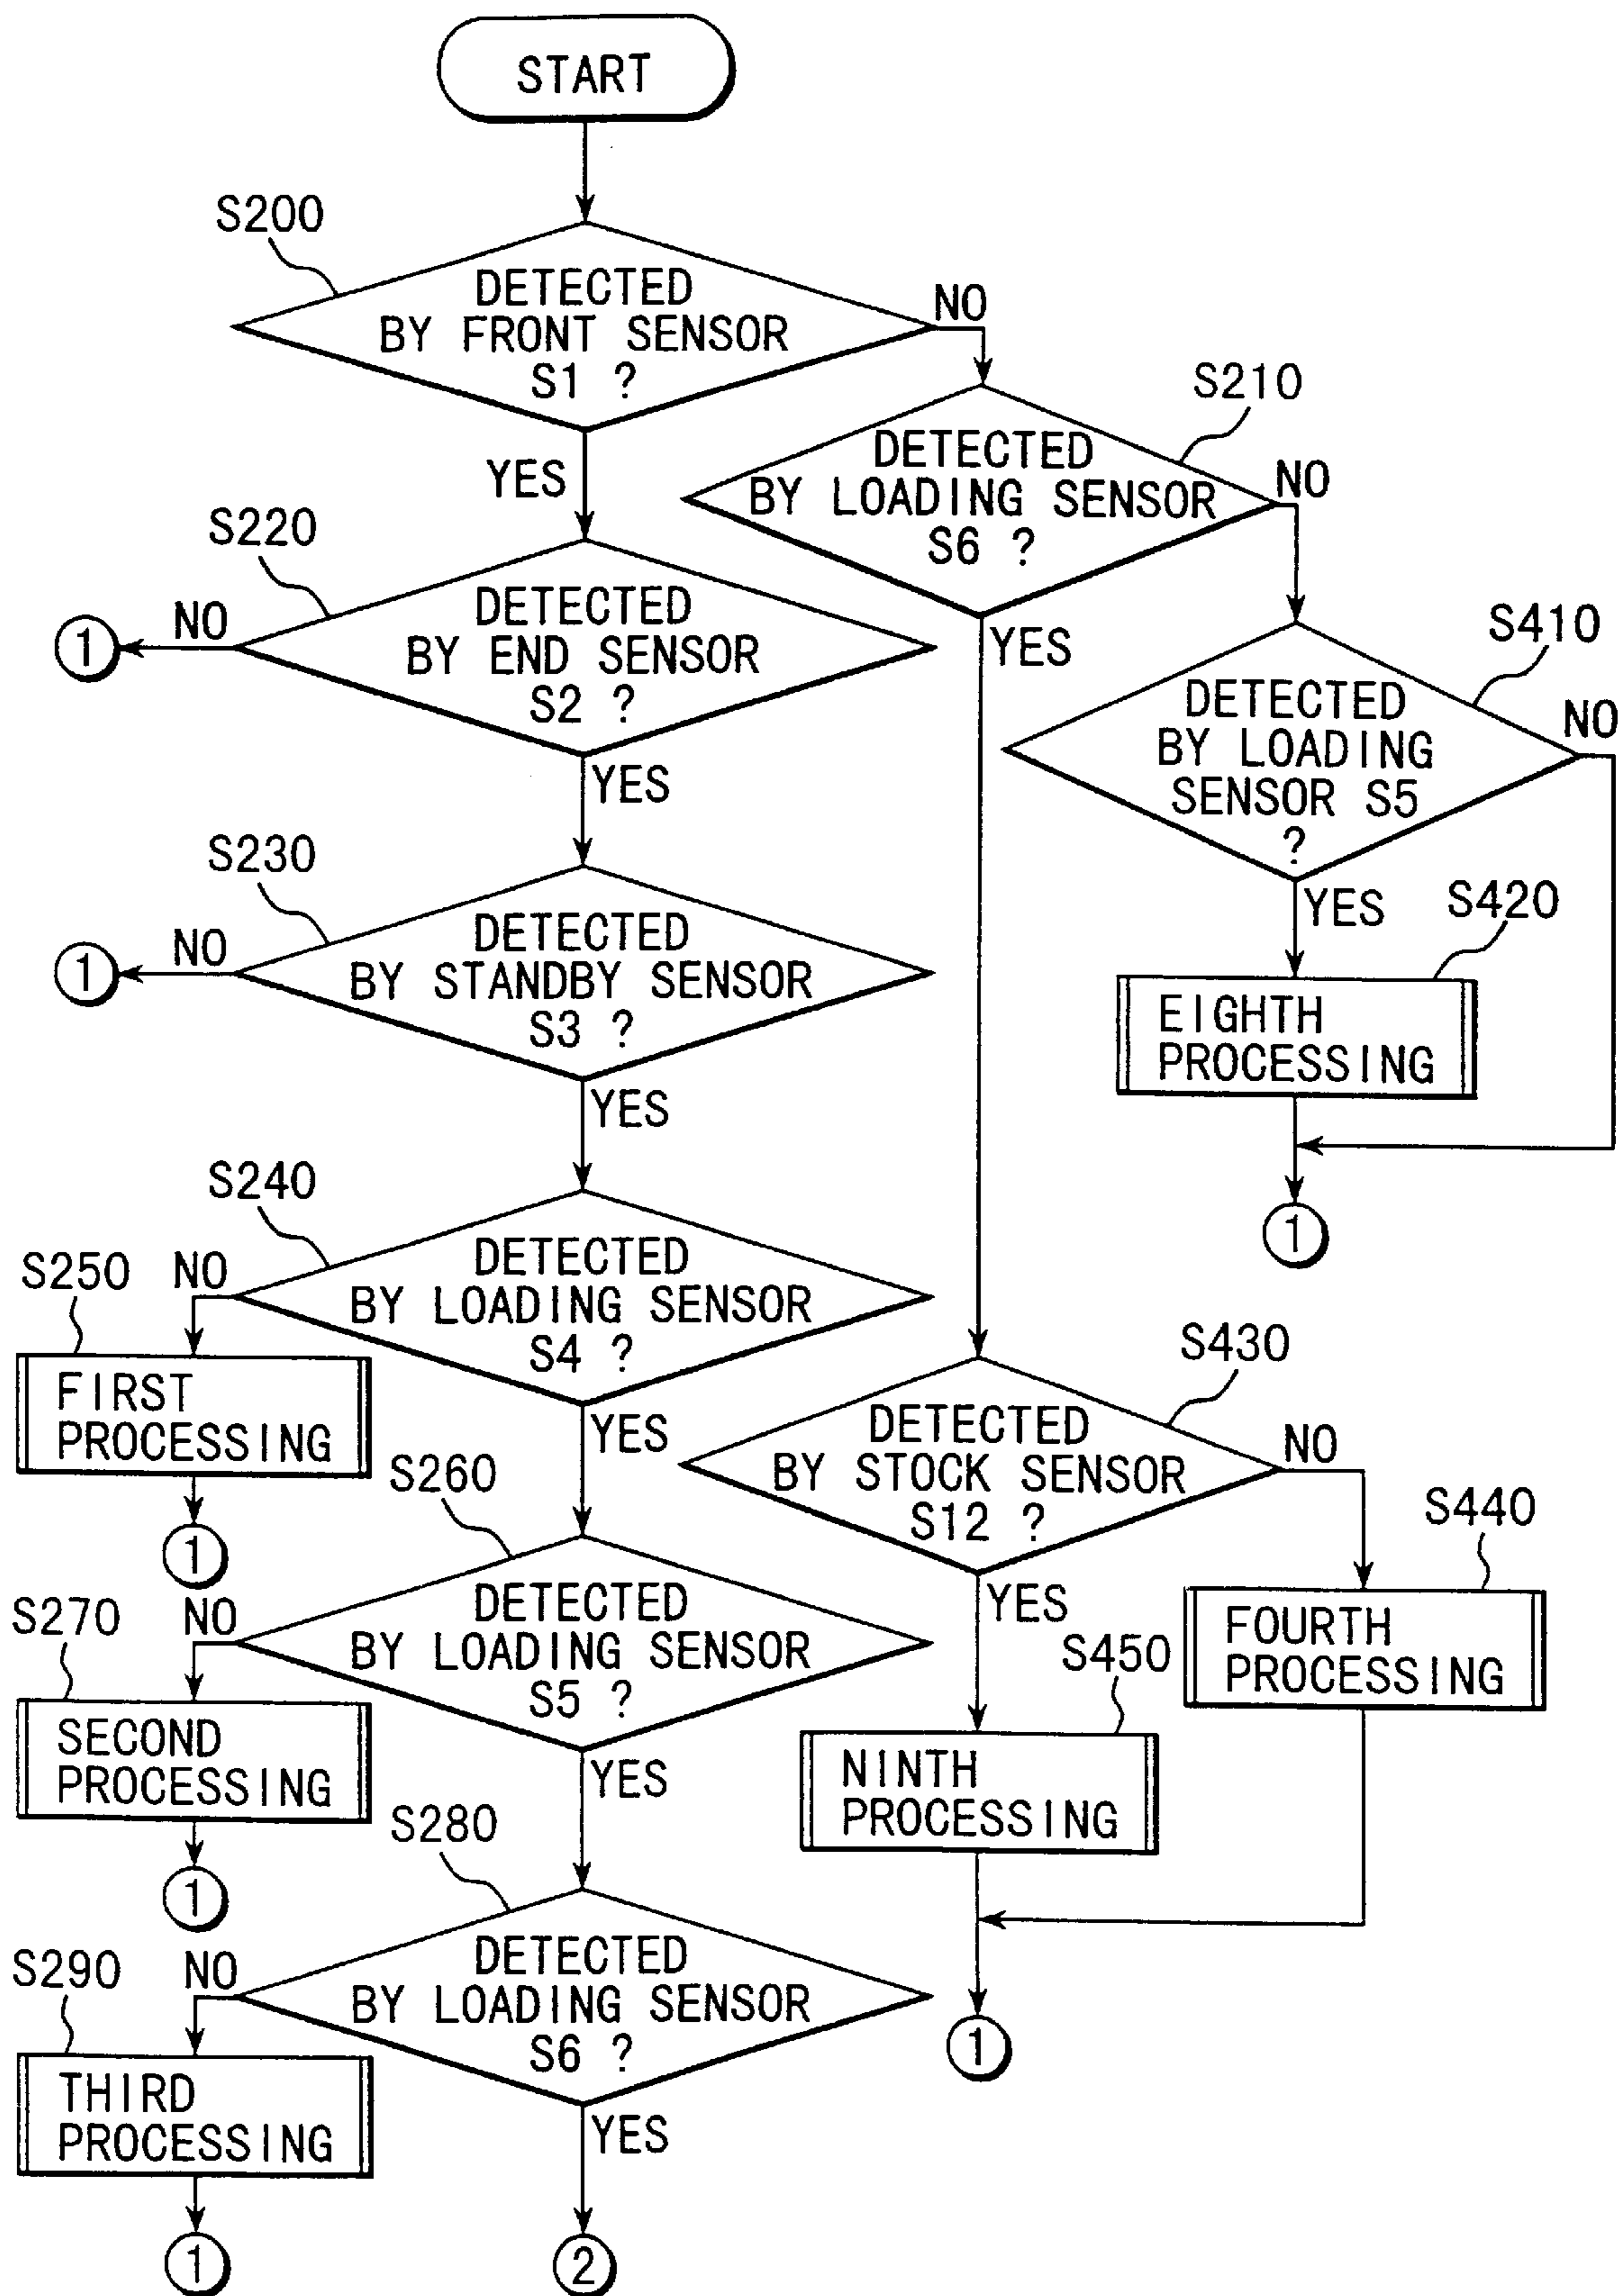 START
S200
DETECTED
BY FRONT SENSOR
S1 ?
NO
YES
S210
DETECTED
BY LOADING SENSOR
S6 ?
NO
YES
S220
DETECTED
BY END SENSOR
S2 ?
NO
1
YES
S410
DETECTED
BY LOADING
SENSOR S5
?
NO
YES
S420
EIGHTH
PROCESSING
1
S230
DETECTED
BY STANDBY SENSOR
S3 ?
NO
1
YES
S240
DETECTED
BY LOADING SENSOR
S4 ?
NO
S250
FIRST
PROCESSING
1
YES
S430
DETECTED
BY STOCK SENSOR
S12 ?
NO
YES
S440
FOURTH
PROCESSING
S450
NINTH
PROCESSING
1
S260
DETECTED
BY LOADING SENSOR
S5 ?
NO
S270
SECOND
PROCESSING
1
YES
S280
DETECTED
BY LOADING SENSOR
S6 ?
NO
S290
THIRD
PROCESSING
1
YES
2